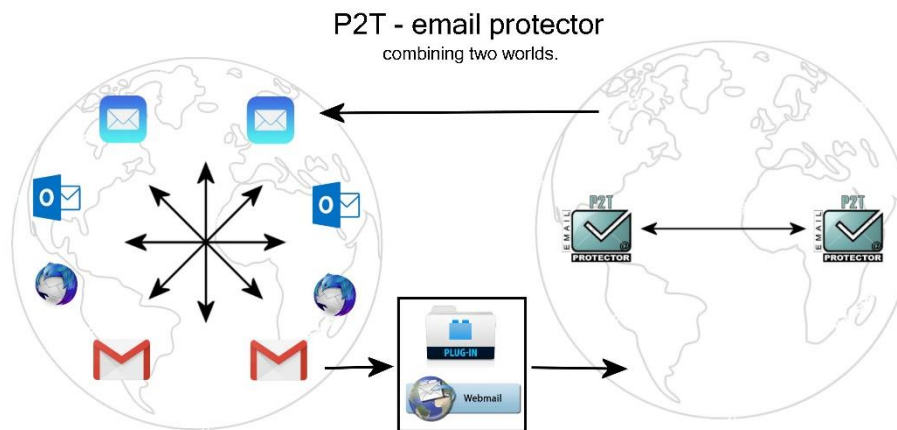 P2T - email protector
combining two worlds.
O
O
P2T
EMAIL
@
PROTECTOR
P2T
EMAIL
@
PROTECTOR
O
O
PLUG-IN
Webmail